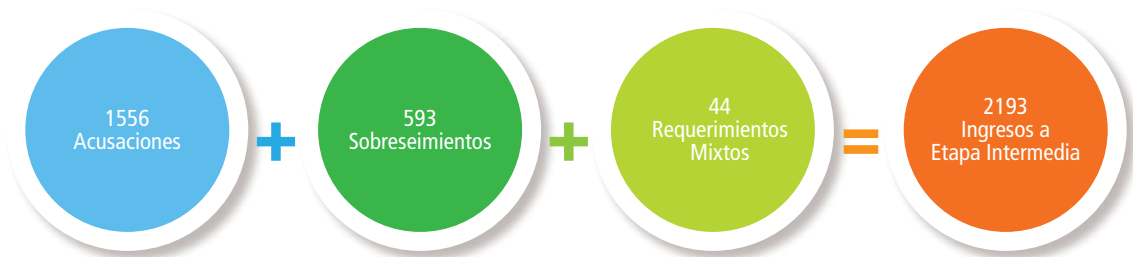 1556
Acusaciones
+
593
Sobreseimientos
+
44
Requerimientos
Mixtos
=
2193
Ingresos a
Etapa Intermedia